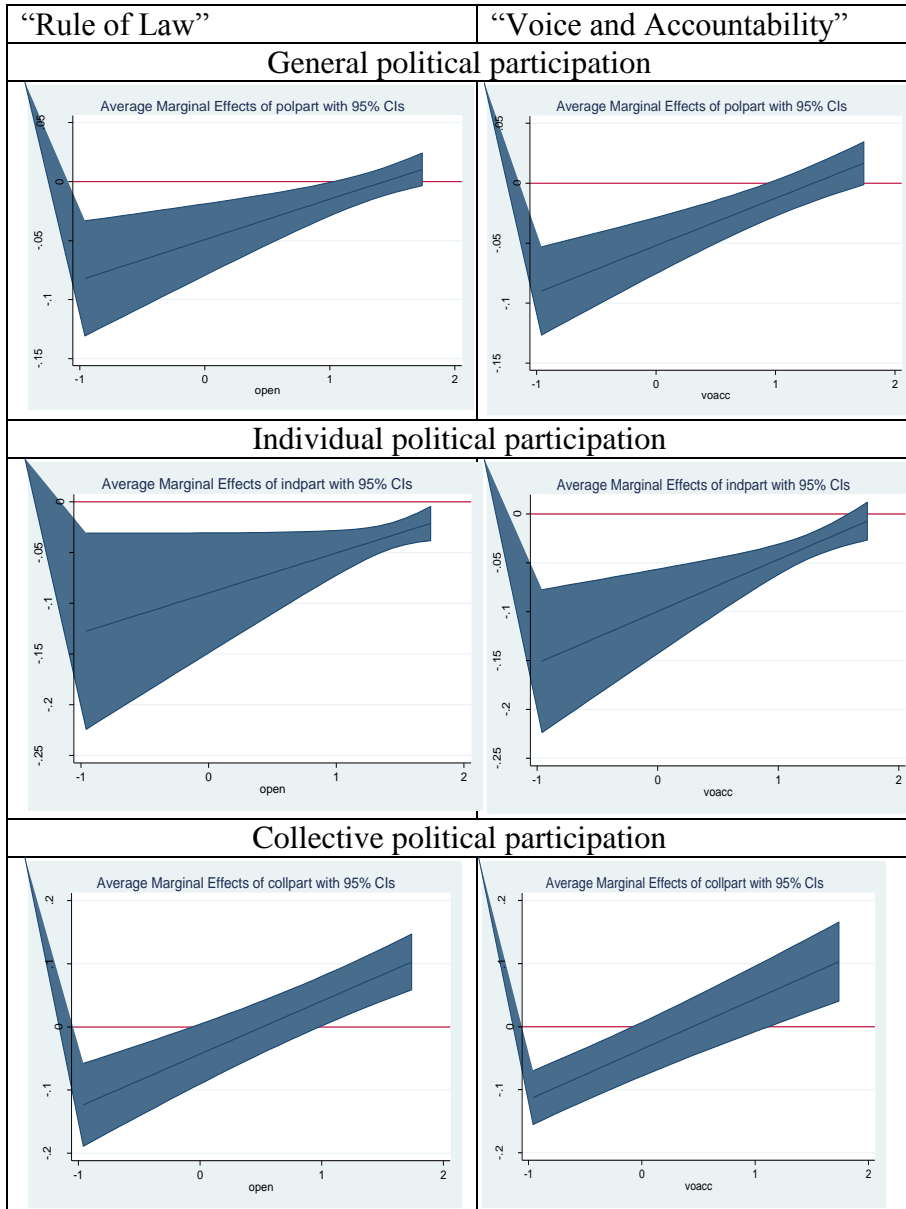 “Rule of Law” “Voice and Accountability”
General political participation
Average Marginal Effects of polpart with 95% CIs
.05
0
-.05
-.1
-.15
-1 0 1 2
open
Average Marginal Effects of polpart with 95% CIs
.05
0
-.05
-.1
-.15
-1 0 1 2
voacc
Individual political participation
Average Marginal Effects of indpart with 95% CIs
0
-.05
-.1
-.15
-.2
-.25
-1 0 1 2
open
Average Marginal Effects of indpart with 95% CIs
0
-.05
-.1
-.15
-.2
-.25
-1 0 1 2
voacc
Collective political participation
Average Marginal Effects of collpart with 95% CIs
.2
.1
0
-.1
-.2
-1 0 1 2
open
Average Marginal Effects of collpart with 95% CIs
.2
.1
0
-.1
-.2
-1 0 1 2
voacc